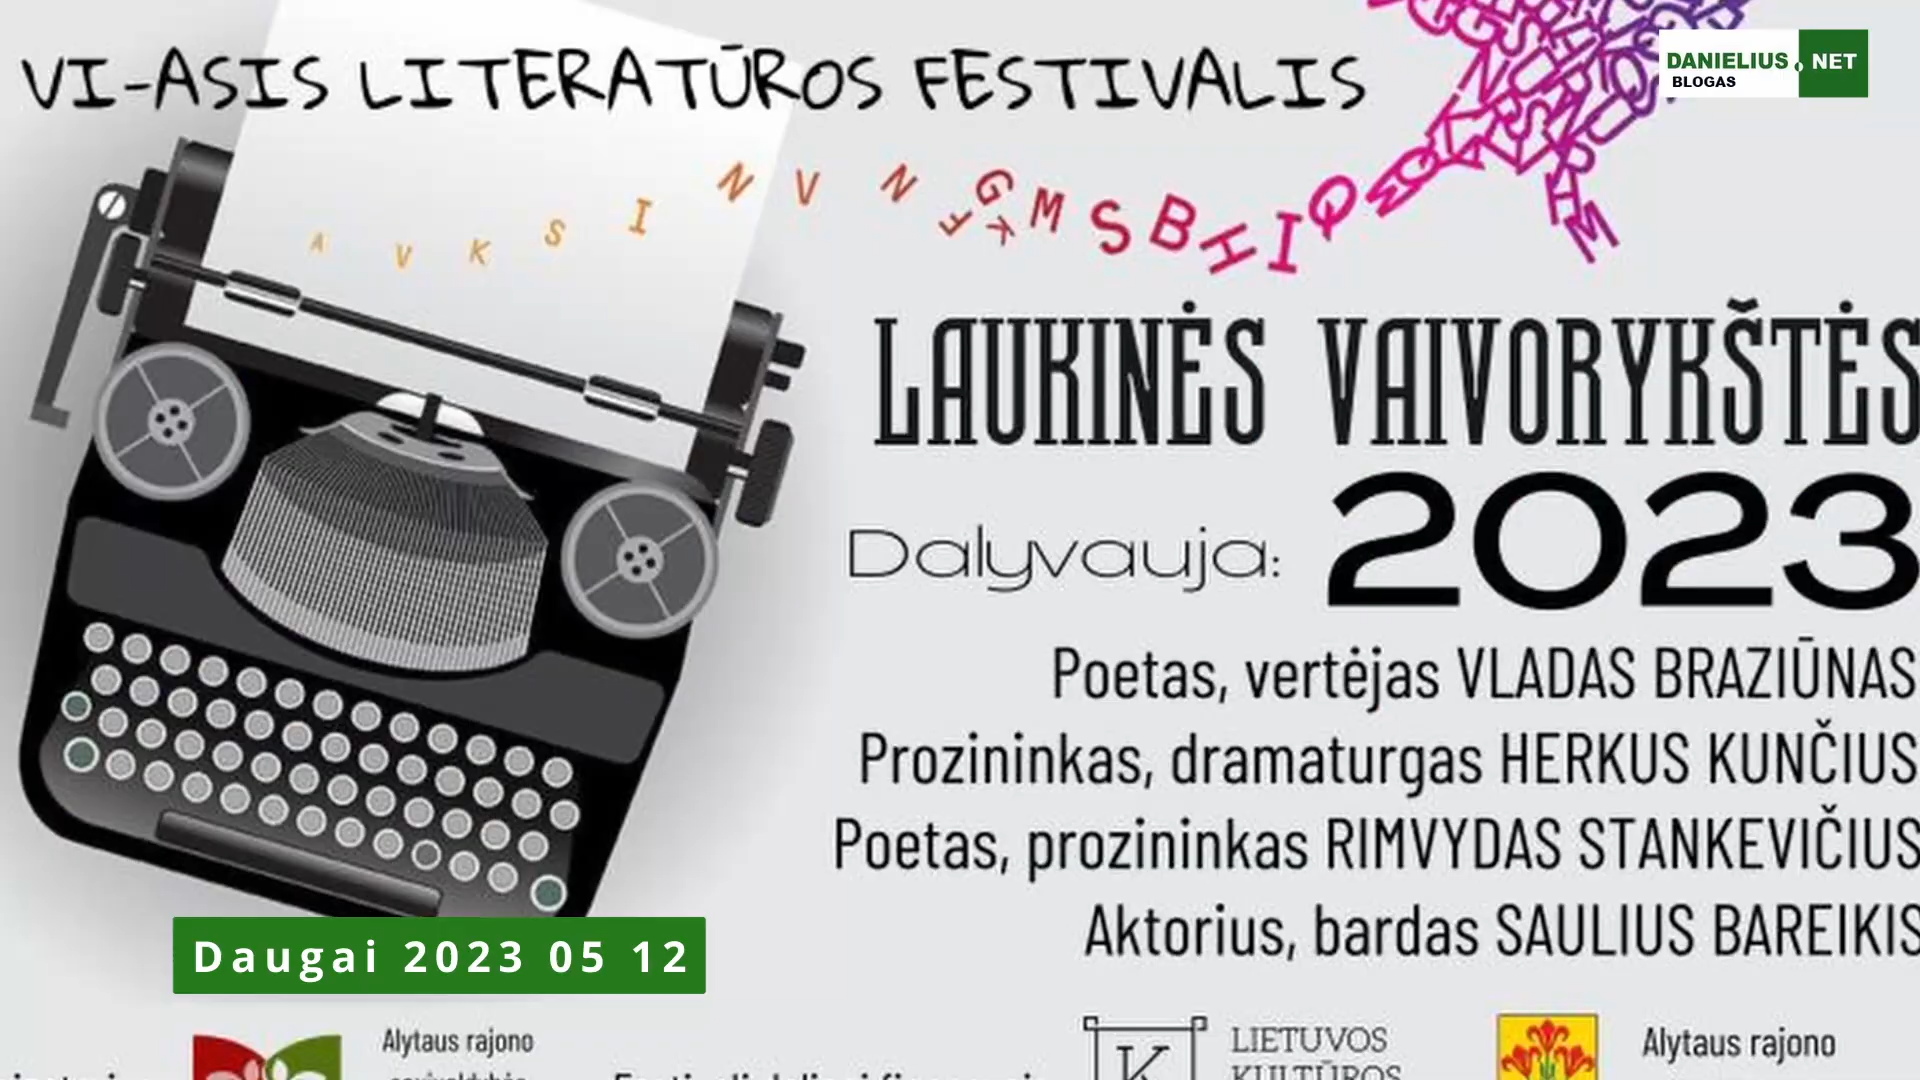 VI-ASIS LITERATŪROS FESTIVALIS
DANIELIUS.NET
BLOGAS
A V K S I N V N G F K M S B H I Q
LAUKINĖS VAIVORYKŠTĖS
2023
Dalyvauja:
Poetas, vertėjas VLADAS BRAZIŪNAS
Prozininkas, dramaturgas HERKUS KUNČIUS
Poetas, prozininkas RIMVYDAS STANKEVIČIUS
Aktorius, bardas SAULIUS BAREIKIS
Daugai 2023 05 12
Alytaus rajono
K
LIETUVOS
KULTŪROS
Alytaus rajono